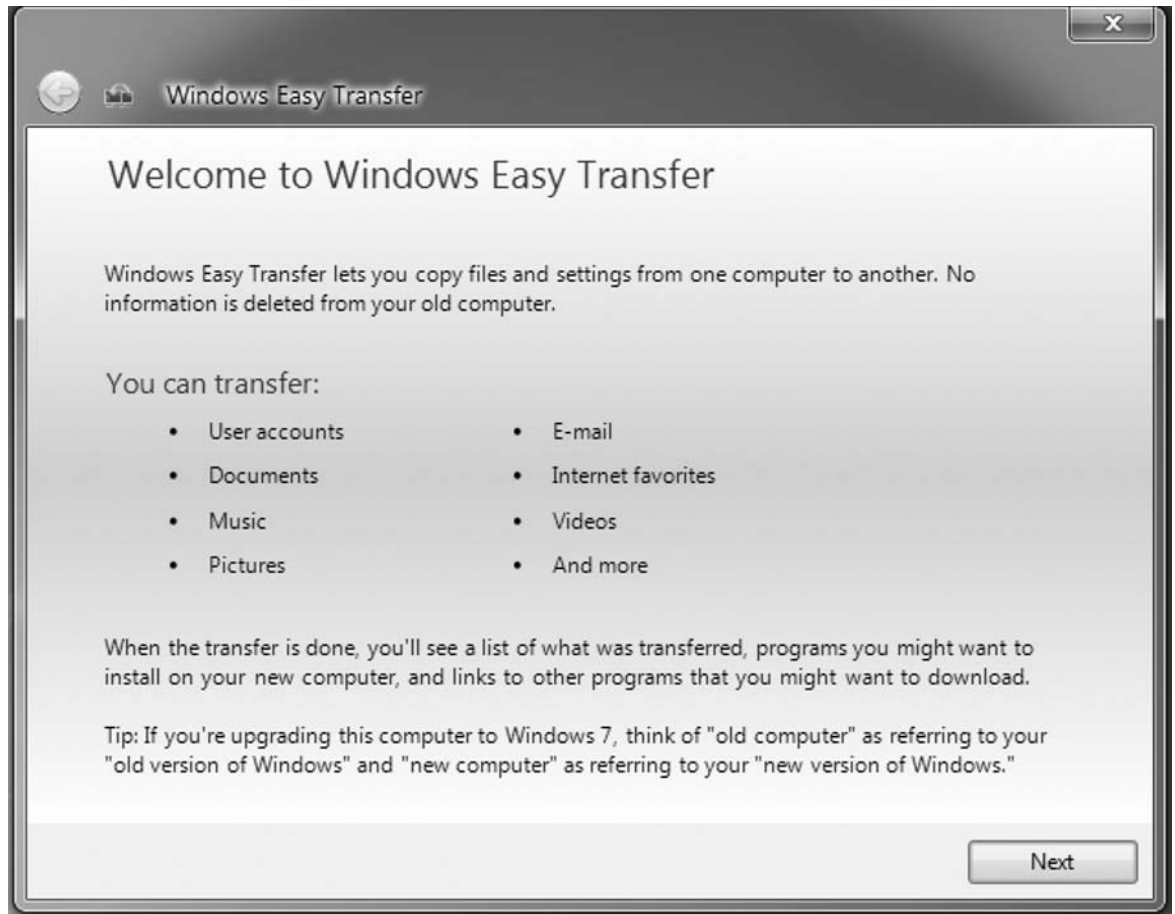 X
Windows Easy Transfer
Welcome to Windows Easy Transfer
Windows Easy Transfer lets you copy files and settings from one computer to another. No
information is deleted from your old computer.
You can transfer:
• User accounts
• Documents
• Music
• Pictures
• E-mail
• Internet favorites
• Videos
• And more
When the transfer is done, you'll see a list of what was transferred, programs you might want to
install on your new computer, and links to other programs that you might want to download.
Tip: If you're upgrading this computer to Windows 7, think of "old computer" as referring to your
"old version of Windows" and "new computer" as referring to your "new version of Windows."
Next